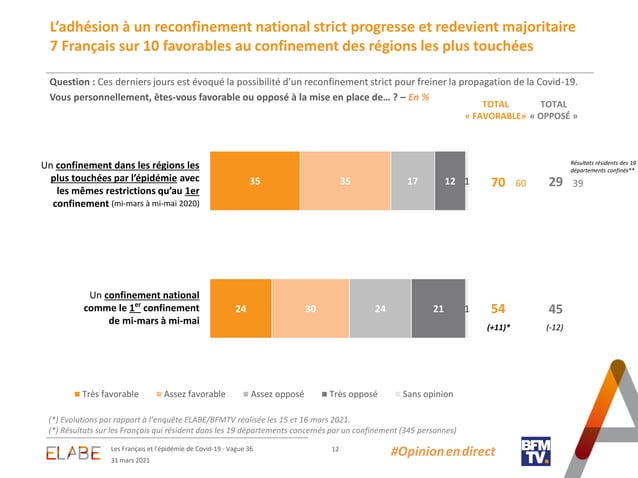 L’adhésion à un reconfinement national strict progresse et redevient majoritaire
7 Français sur 10 favorables au confinement des régions les plus touchées
Question : Ces derniers jours est évoqué la possibilité d’un reconfinement strict pour freiner la propagation de la Covid-19.
Vous personnellement, êtes-vous favorable ou opposé à la mise en place de… ? – En %
TOTAL
« FAVORABLE»
TOTAL
« OPPOSÉ »
Résultats résidents des 19
départements confinés**
Un confinement dans les régions les
plus touchées par l’épidémie avec
les mêmes restrictions qu’au 1er
confinement (mi-mars à mi-mai 2020)
35 35 17 12 1 70 60 29 39
Un confinement national
comme le 1er confinement
de mi-mars à mi-mai
24 30 24 21 1 54 45
(+11)* (-12)
Très favorable Assez favorable Assez opposé Très opposé Sans opinion
(*) Evolutions par rapport à l’enquête ELABE/BFMTV réalisée les 15 et 16 mars 2021.
(*) Résultats sur les Français qui résident dans les 19 départements concernés par un confinement (345 personnes)
ELABE
Les Français et l’épidémie de Covid-19 - Vague 36
31 mars 2021
12
#Opinionendirect
BFM
TV.